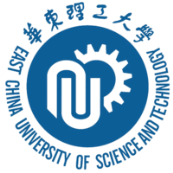 華東理工大學
EAST CHINA UNIVERSITY OF SCIENCE AND TECHNOLOGY